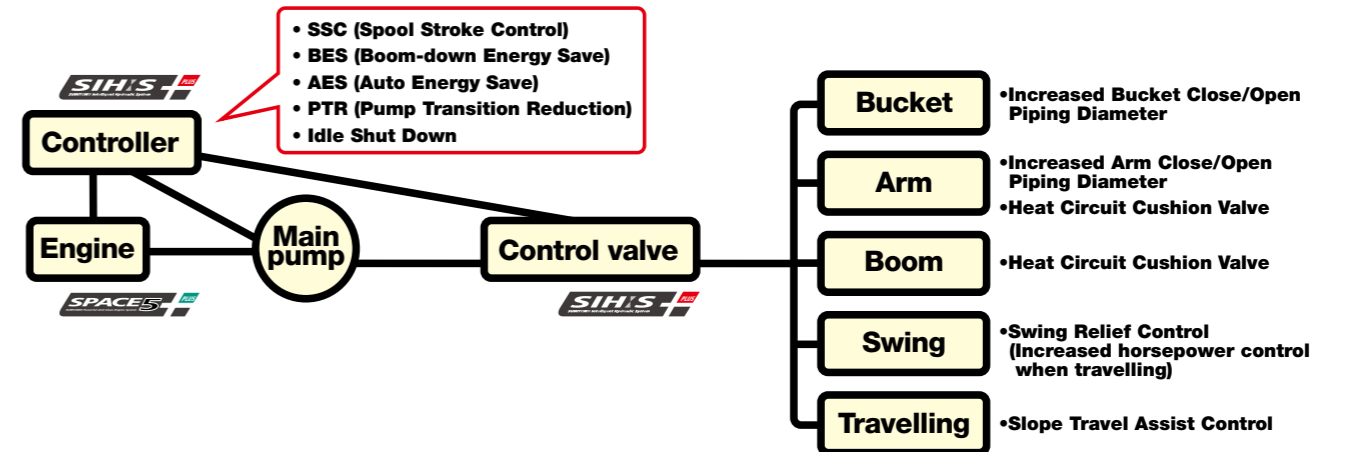 • SSC (Spool Stroke Control)
• BES (Boom-down Energy Save)
• AES (Auto Energy Save)
• PTR (Pump Transition Reduction)
• Idle Shut Down
SIH:S PLUS
Controller
Engine
Main
pump
SPACE5 PLUS
Control valve
SIH:S PLUS
Bucket
•Increased Bucket Close/Open
Piping Diameter
Arm
•Increased Arm Close/Open
Piping Diameter
•Heat Circuit Cushion Valve
Boom
•Heat Circuit Cushion Valve
Swing
•Swing Relief Control
(Increased horsepower control
when travelling)
Travelling
•Slope Travel Assist Control